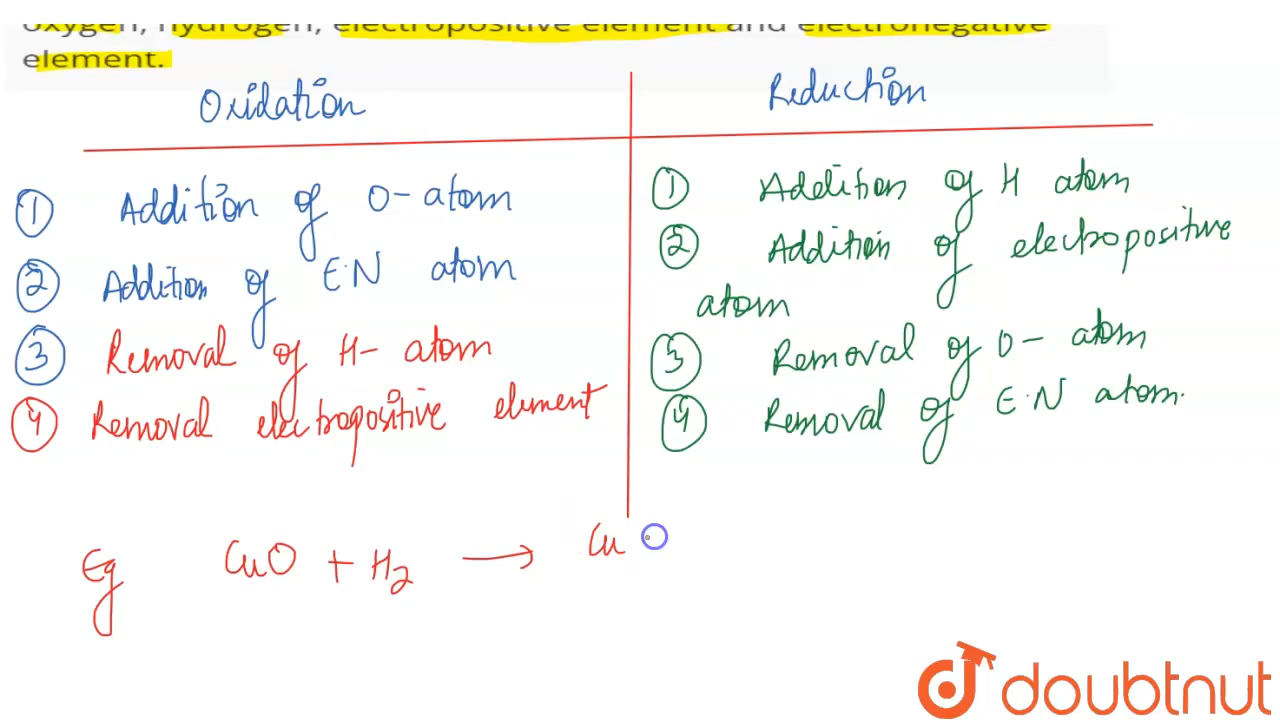 oxygen, hydrogen, electropositive element and electronegative
element.
Oxidation
Reduction
① Addition of O-atom
② Addition of E.N atom
③ Removal of H-atom
④ Removal electropositive element
① Addition of H atom
② Addition of electropositive
atom
③ Removal of O-atom
④ Removal of E.N atom.
Eg CuO + H₂ → Cu
doubtnut